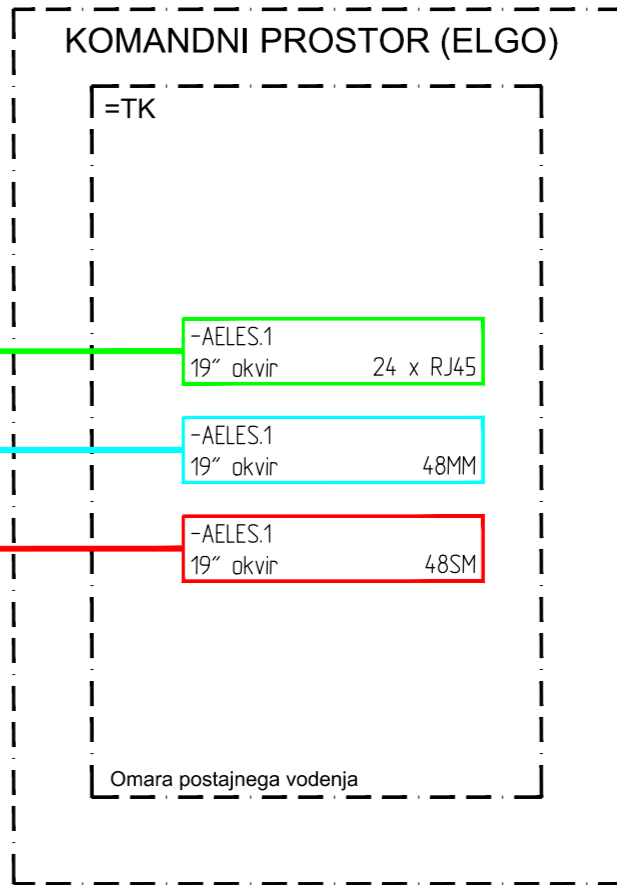 KOMANDNI PROSTOR (ELGO)
=TK
-AELES.1
19" okvir 24 x RJ45
-AELES.1
19" okvir 48MM
-AELES.1
19" okvir 48SM
Omara postajnega vodenja